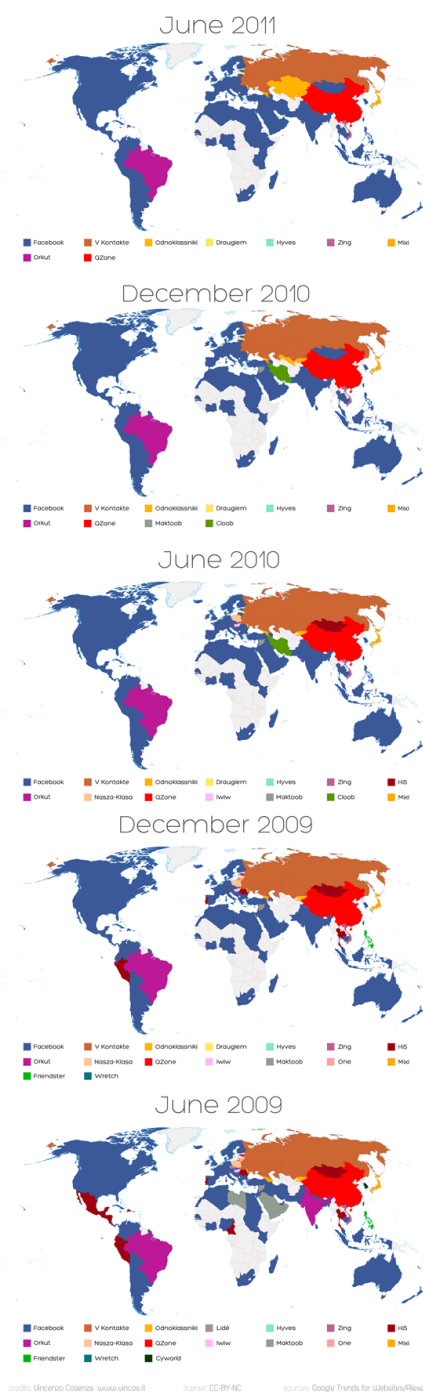 June 2011
Facebook V Kontakte Odnoklassniki Draugiem Hyves Zing Mixi
Orkut QZone
December 2010
Facebook V Kontakte Odnoklassniki Draugiem Hyves Zing Mixi
Orkut QZone Maktoob Cloob
June 2010
Facebook V Kontakte Odnoklassniki Draugiem Hyves Zing Hi5
Orkut Nasza-Klasa QZone Iwiw Maktoob Cloob Mixi
December 2009
Facebook V Kontakte Odnoklassniki Draugiem Hyves Zing Hi5
Orkut Nasza-Klasa QZone Iwiw Maktoob One Mixi
Friendster Wretch
June 2009
Facebook V Kontakte Odnoklassniki Lidé Hyves Zing Hi5
Orkut Nasza-Klasa QZone Iwiw Maktoob One Mixi
Friendster Wretch Cyworld
credits: Vincenzo Cosenza www.vincos.it license: CC-BY-NC sources: Google Trends for Websites/Alexa